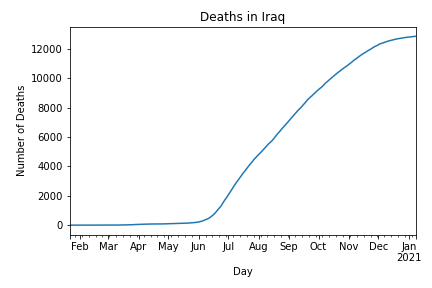 Deaths in Iraq
12000
10000
8000
6000
4000
2000
0
Number of Deaths
Feb Mar Apr May Jun Jul Aug Sep Oct Nov Dec Jan
2021
Day